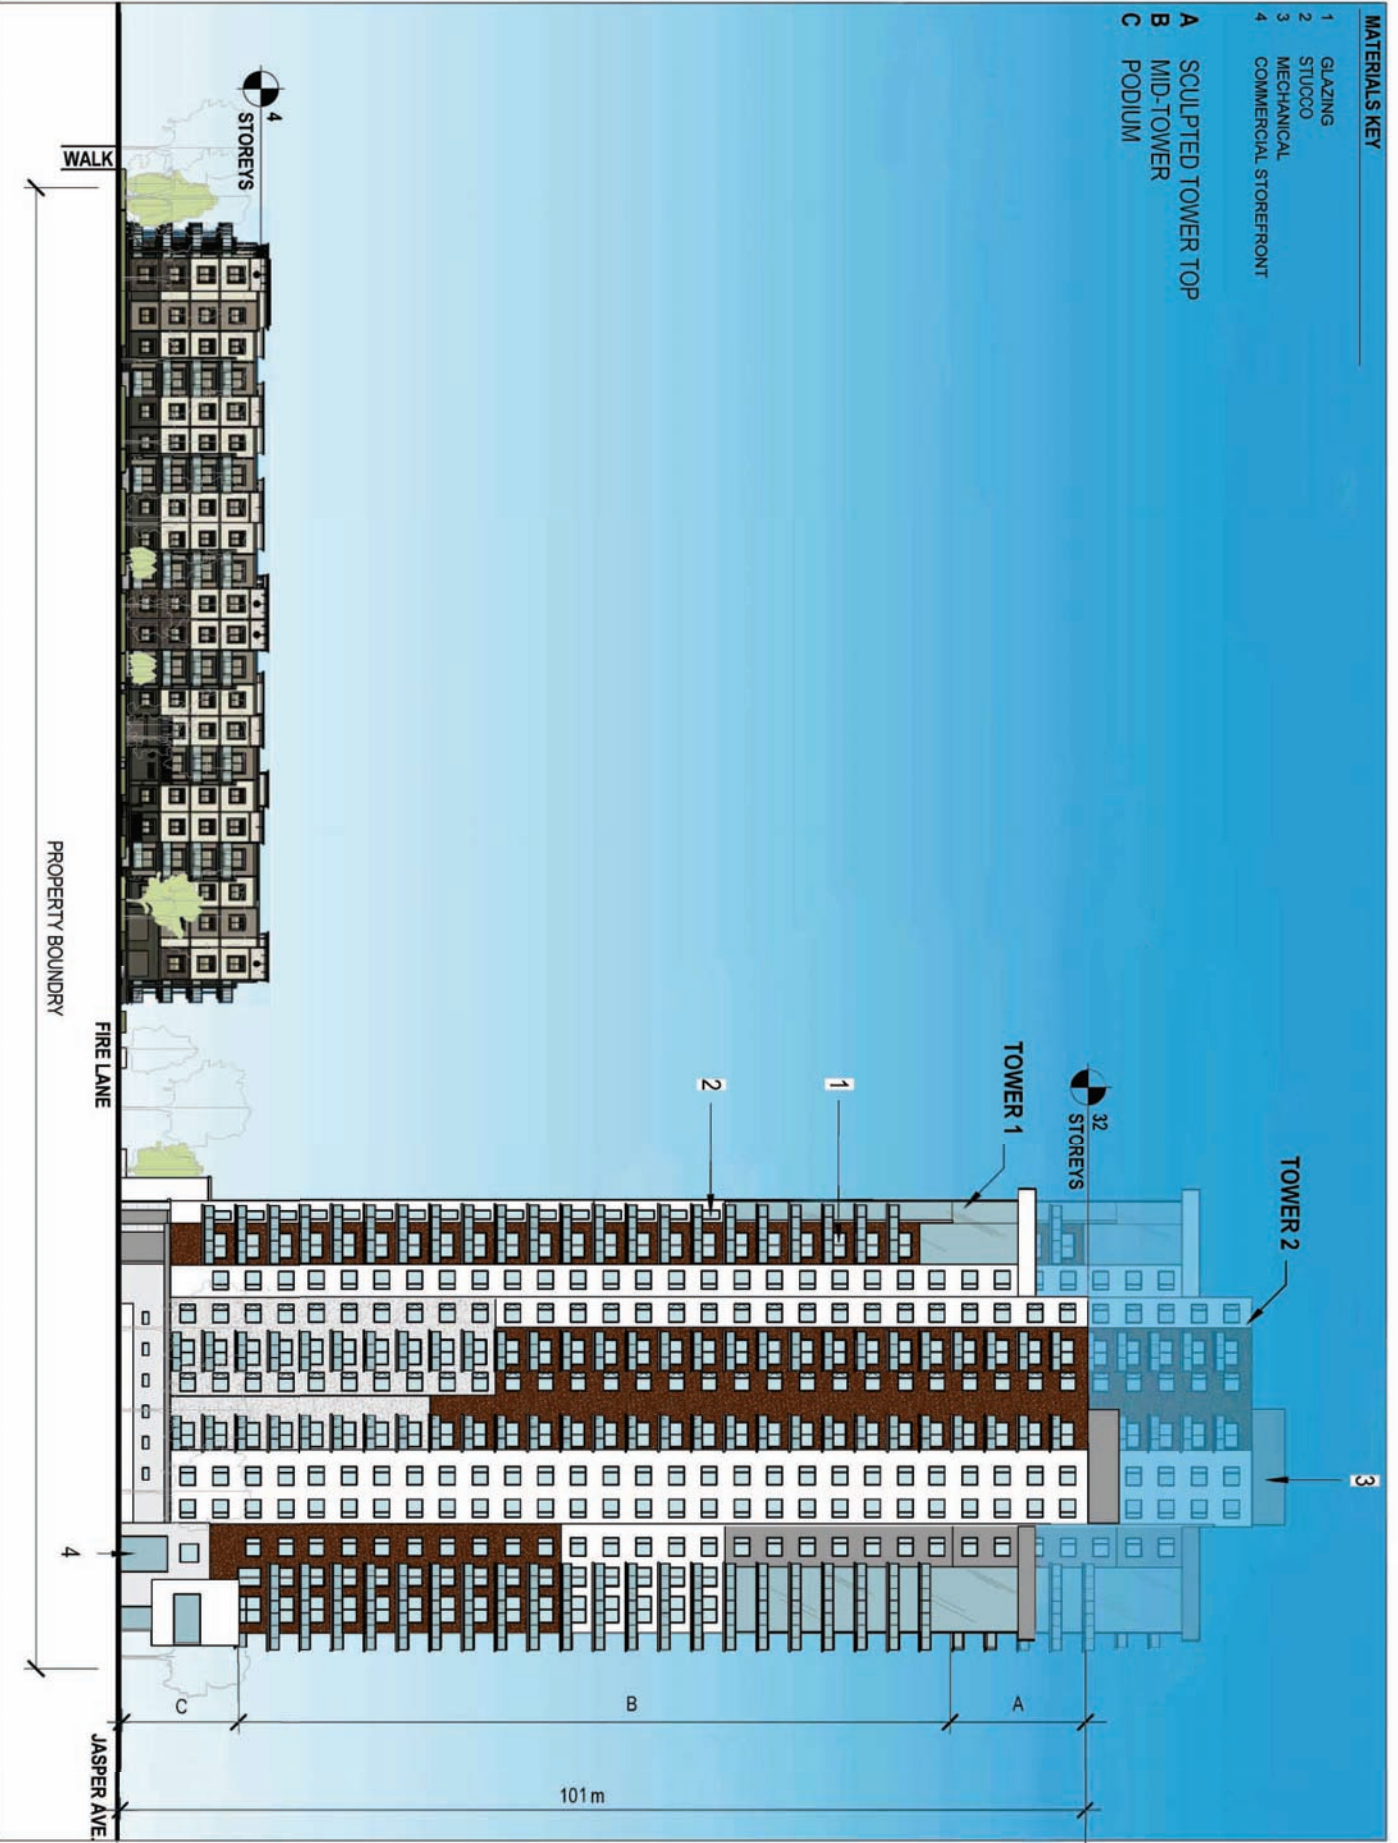 MATERIALS KEY
1 GLAZING
2 STUCCO
3 MECHANICAL
4 COMMERCIAL STOREFRONT
A SCULPTED TOWER TOP
B MID-TOWER
C PODIUM
TOWER 2
3
TOWER 1
32
STOREYS
1
2
4
STOREYS
A
B
C
101 m
4
WALK
FIRE LANE
JASPER AVE.
PROPERTY BOUNDRY